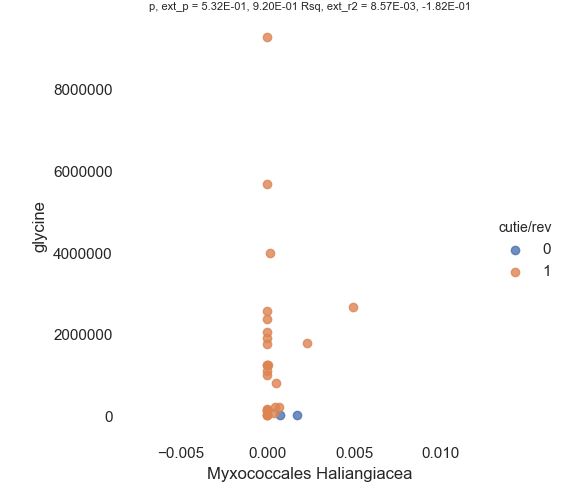 p, ext_p = 5.32E-01, 9.20E-01 Rsq, ext_r2 = 8.57E-03, -1.82E-01
8000000
6000000
4000000
2000000
0
glycine
−0.005 0.000 0.005 0.010
Myxococcales Haliangiacea
cutie/rev
0
1